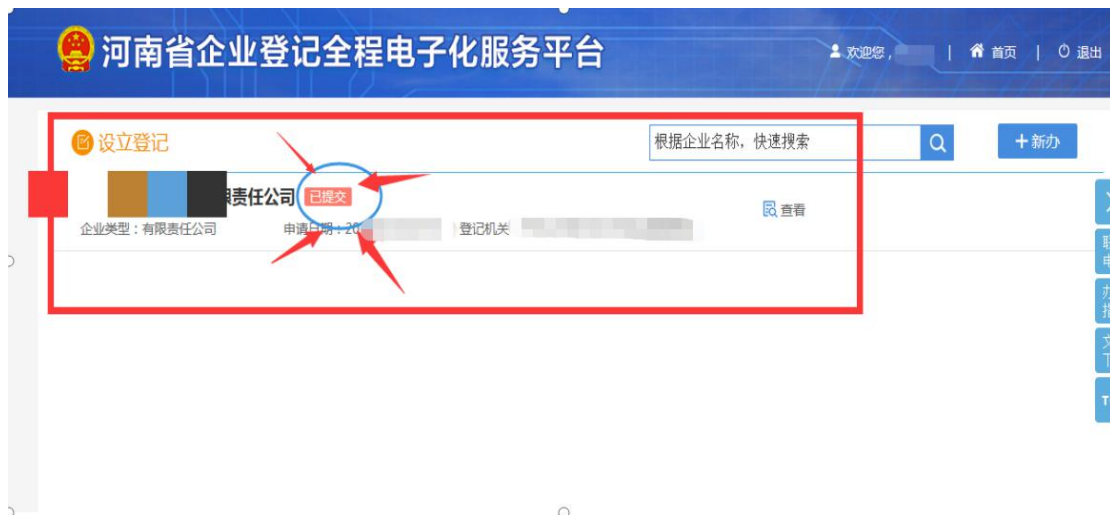 河南省企业登记全程电子化服务平台
欢迎您， | 首页 | 退出
设立登记
根据企业名称，快速搜索
+新办
责任公司 已提交
查看
企业类型：有限责任公司 申请日期：20 登记机关